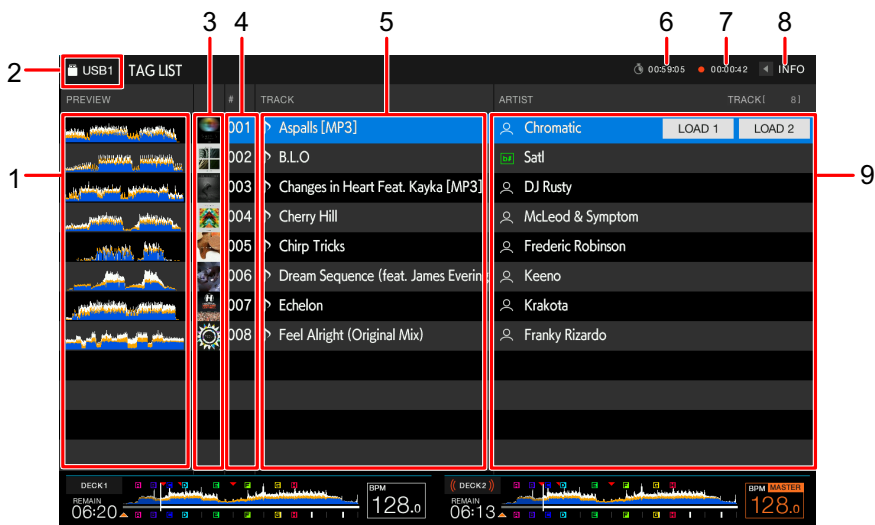 3 4 5 6 7 8
2 USB1 TAG LIST 00:59:05 00:00:42 INFO
PREVIEW # TRACK ARTIST TRACK[ 8]
001 Aspalls [MP3] Chromatic LOAD 1 LOAD 2
002 B.L.O b# Satl
1 003 Changes in Heart Feat. Kayka [MP3] DJ Rusty 9
004 Cherry Hill McLeod & Symptom
005 Chirp Tricks Frederic Robinson
006 Dream Sequence (feat. James Evering Keeno
007 Echelon Krakota
008 Feel Alright (Original Mix) Franky Rizardo
DECK1 BPM DECK2 BPM MASTER
REMAIN 128.0 REMAIN 128.0
06:20 06:13